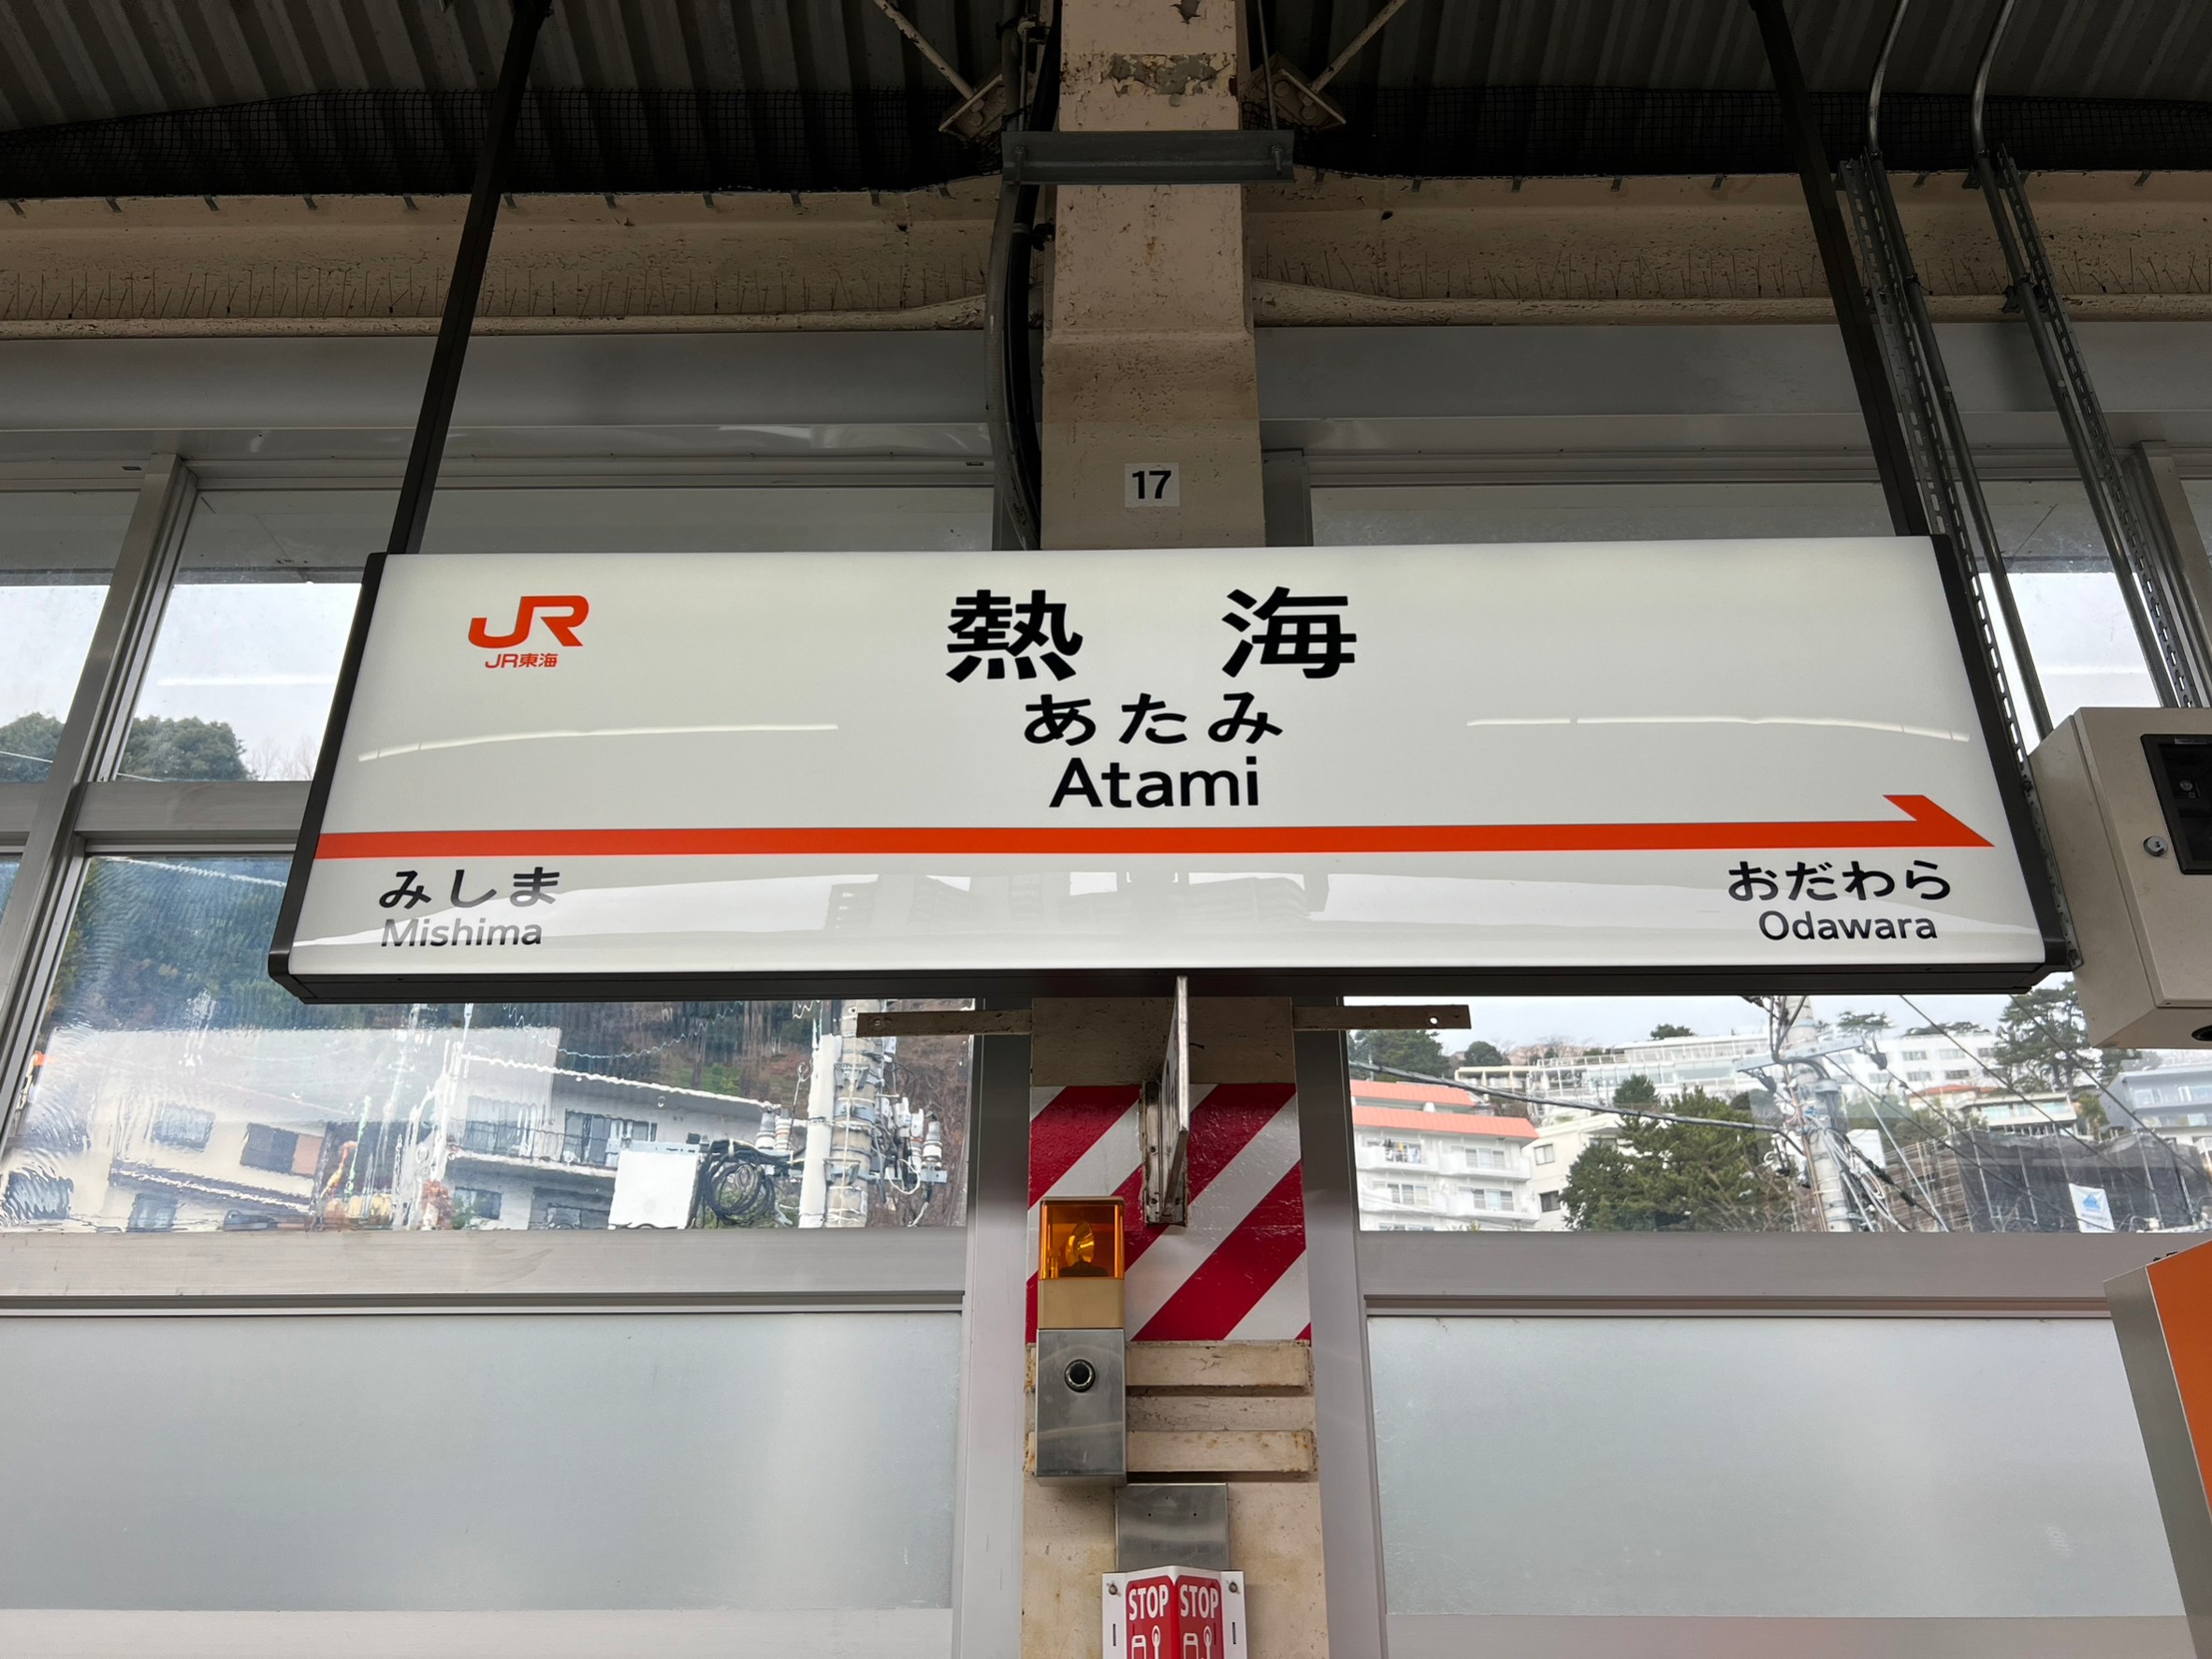 17
JR
JR東海
熱海
あたみ
Atami
みしま
Mishima
おだわら
Odawara
STOP STOP